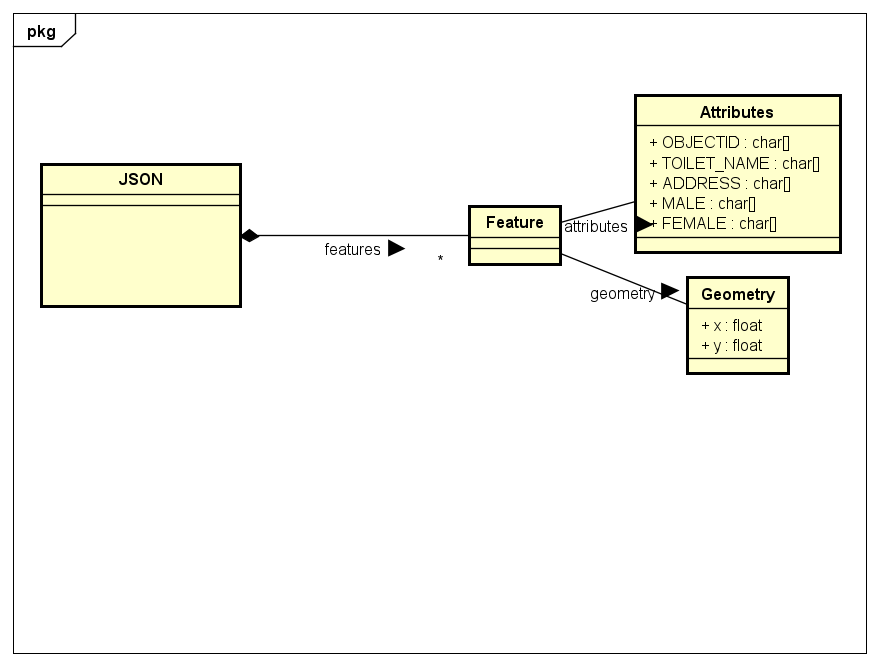 pkg
JSON
features
*
Feature
attributes
geometry
Attributes
+ OBJECTID : char[]
+ TOILET_NAME : char[]
+ ADDRESS : char[]
+ MALE : char[]
+ FEMALE : char[]
Geometry
+ x : float
+ y : float